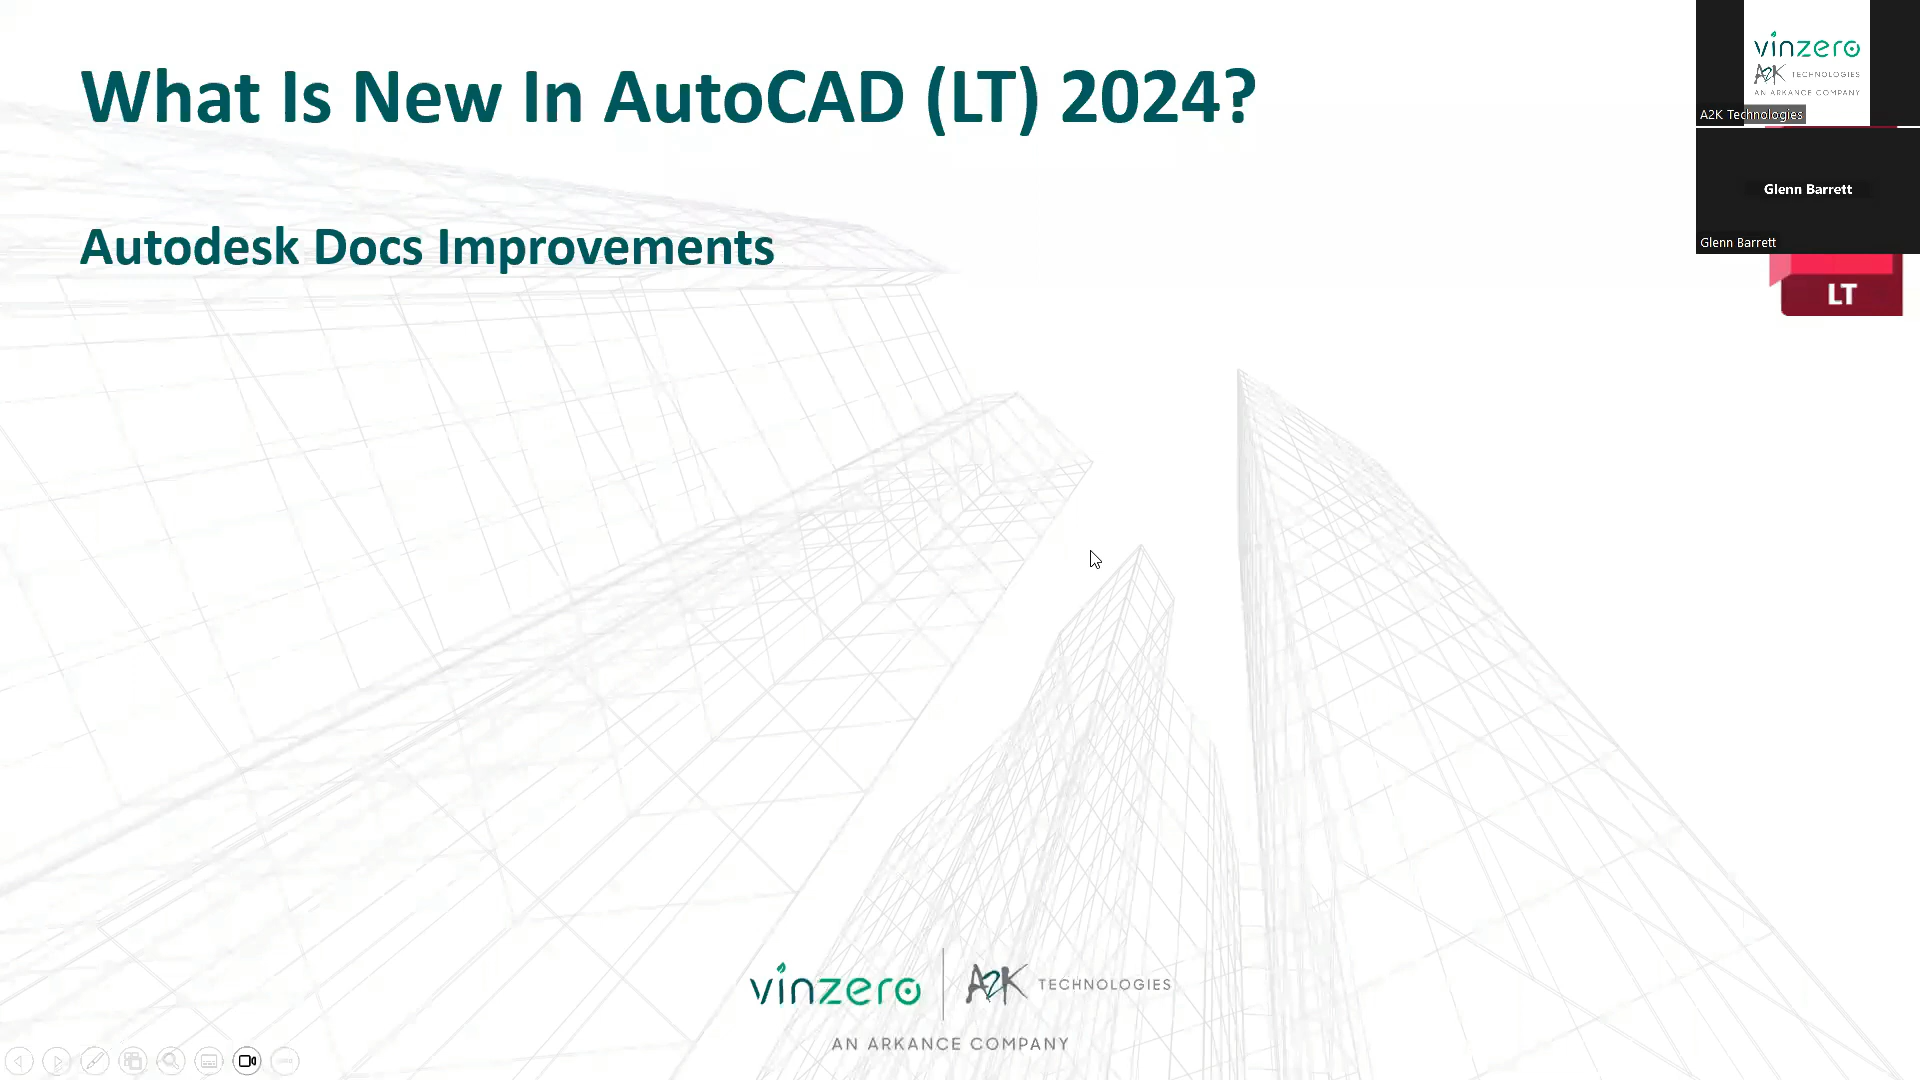 What Is New In AutoCAD (LT) 2024?
Autodesk Docs Improvements
vinzero
A2K TECHNOLOGIES
AN ARKANCE COMPANY
A2K Technologies
Glenn Barrett
Glenn Barrett
LT
vinzero
A2K TECHNOLOGIES
AN ARKANCE COMPANY